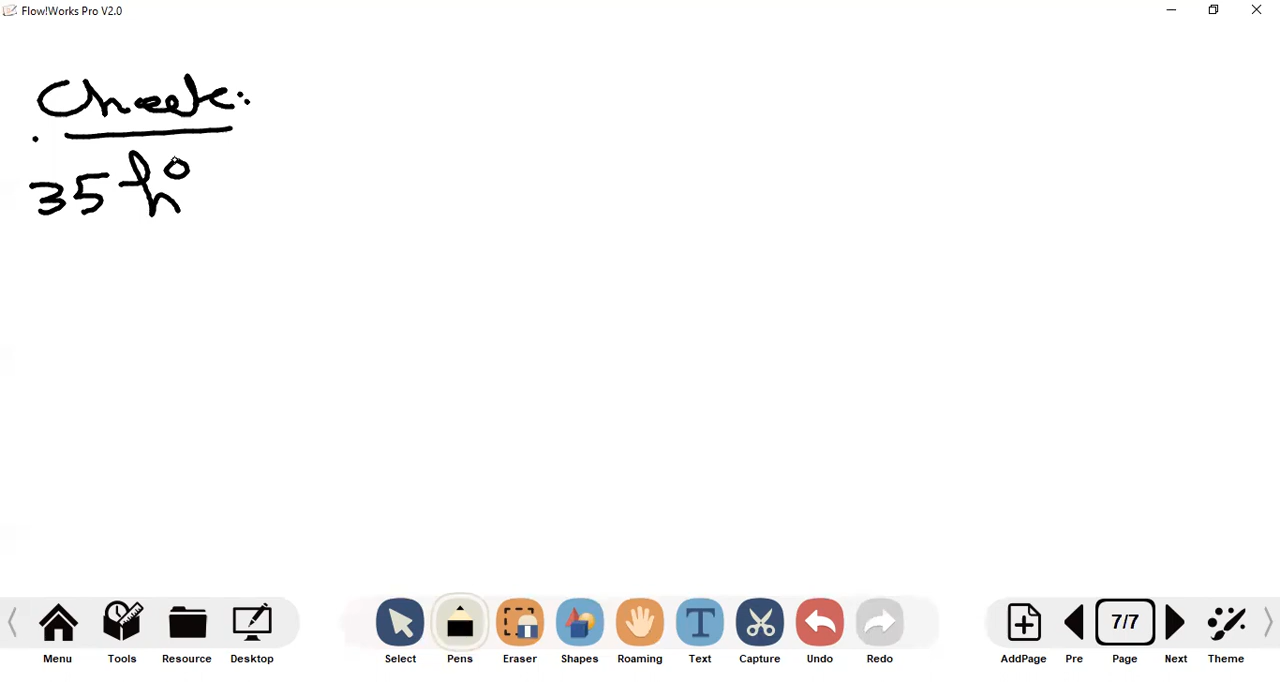 Flow!Works Pro V2.0
Check:
35 h°
7/7
Menu
Tools
Resource
Desktop
Select
Pens
Eraser
Shapes
Roaming
Text
Capture
Undo
Redo
AddPage
Pre
Page
Next
Theme